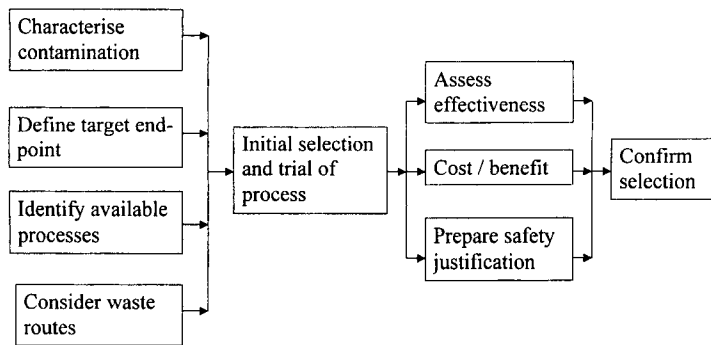 Characterise
contamination
Define target end-
point
Identify available
processes
Consider waste
routes
Initial selection
and trial of
process
Assess
effectiveness
Cost / benefit
Prepare safety
justification
Confirm
selection